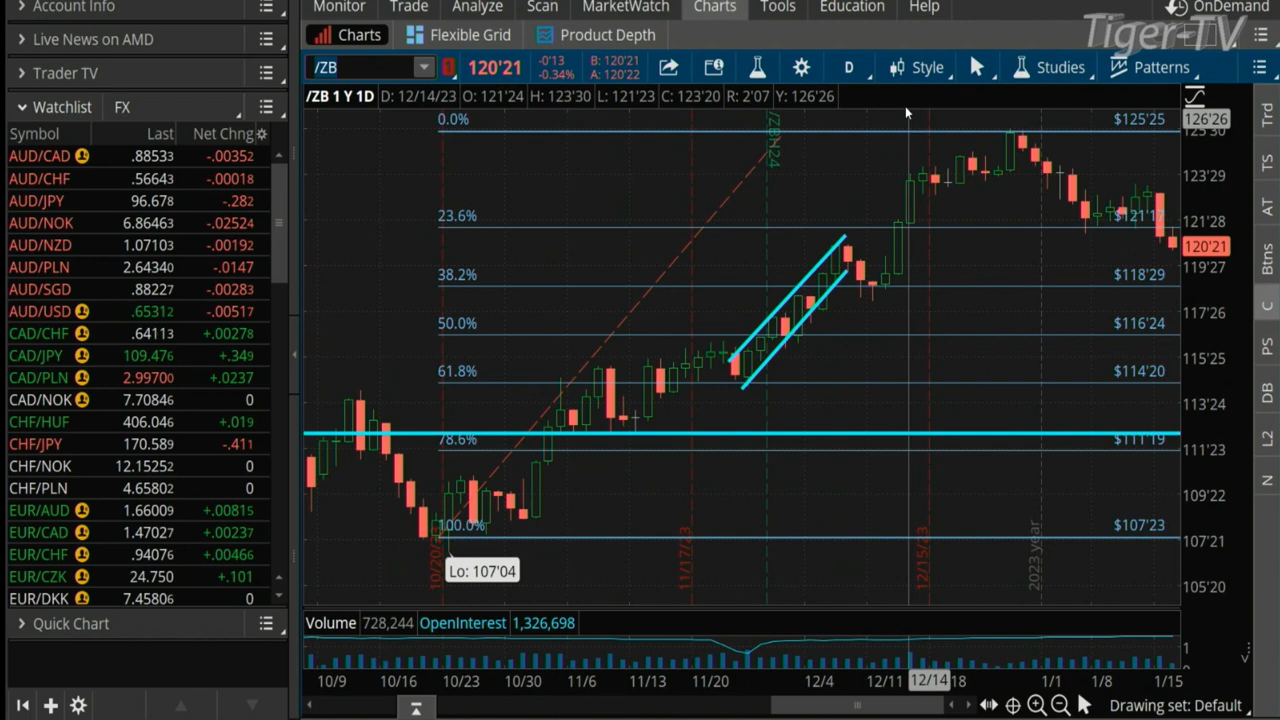 Account Info
Monitor Trade Analyze Scan MarketWatch Charts Tools Education Help
OnDemand
Tiger-TV
Live News on AMD
Charts Flexible Grid Product Depth
Trader TV
/ZB 120'21 -0'13 -0.34% B: 120'21 A: 120'22 D Style Studies Patterns
Watchlist FX
/ZB 1 Y 1D D: 12/14/23 O: 121'24 H: 123'30 L: 121'23 C: 123'20 R: 2'07 Y: 126'26
Symbol Last Net Chng
AUD/CAD .88533 -.00352
AUD/CHF .56643 -.00018
AUD/JPY 96.678 -.282
AUD/NOK 6.86463 -.02524
AUD/NZD 1.07103 -.00192
AUD/PLN 2.64340 -.0147
AUD/SGD .88227 -.00283
AUD/USD .65312 -.00517
CAD/CHF .64113 +.00278
CAD/JPY 109.476 +.349
CAD/PLN 2.99700 +.0237
CAD/NOK 7.70846 0
CHF/HUF 406.046 +.019
CHF/JPY 170.589 -.411
CHF/NOK 12.15252 0
CHF/PLN 4.65802 0
EUR/AUD 1.66009 +.00815
EUR/CAD 1.47027 +.00237
EUR/CHF .94076 +.00466
EUR/CZK 24.750 +.101
EUR/DKK 7.45806 0
Quick Chart
0.0% $125'25
23.6% $121'17
38.2% $118'29
50.0% $116'24
61.8% $114'20
78.6% $111'19
100.0% $107'23
Lo: 107'04
10/20/23
11/17/23
12/15/23
2023 year
126'26
125'30
123'29
121'28
120'21
119'27
117'26
115'25
113'24
111'23
109'22
107'21
105'20
Trd
TS
AT
Btns
C
PS
DB
L2
N
Volume 728,244 OpenInterest 1,326,698
1
10/9 10/16 10/23 10/30 11/6 11/13 11/20 12/4 12/11 12/14 18 1/1 1/8 1/15
Drawing set: Default